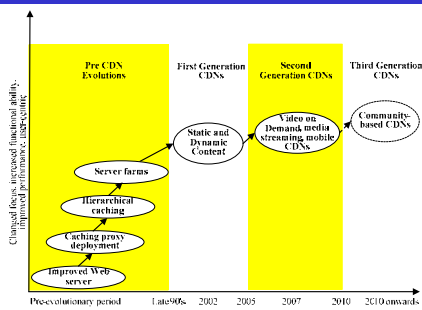 Pre CDN
Evolutions
First Generation
CDNs
Second
Generation CDNs
Third Generation
CDNs
Changed focus, increased functional ability,
improved performance, user-centric
Static and
Dynamic
Content
Video on
Demand, media
streaming, mobile
CDNs
Community-
based CDNs
Server farms
Hierarchical
caching
Caching proxy
deployment
Improved Web
server
Pre-evolutionary period
Late90's
2002
2005
2007
2010
2010 onwards